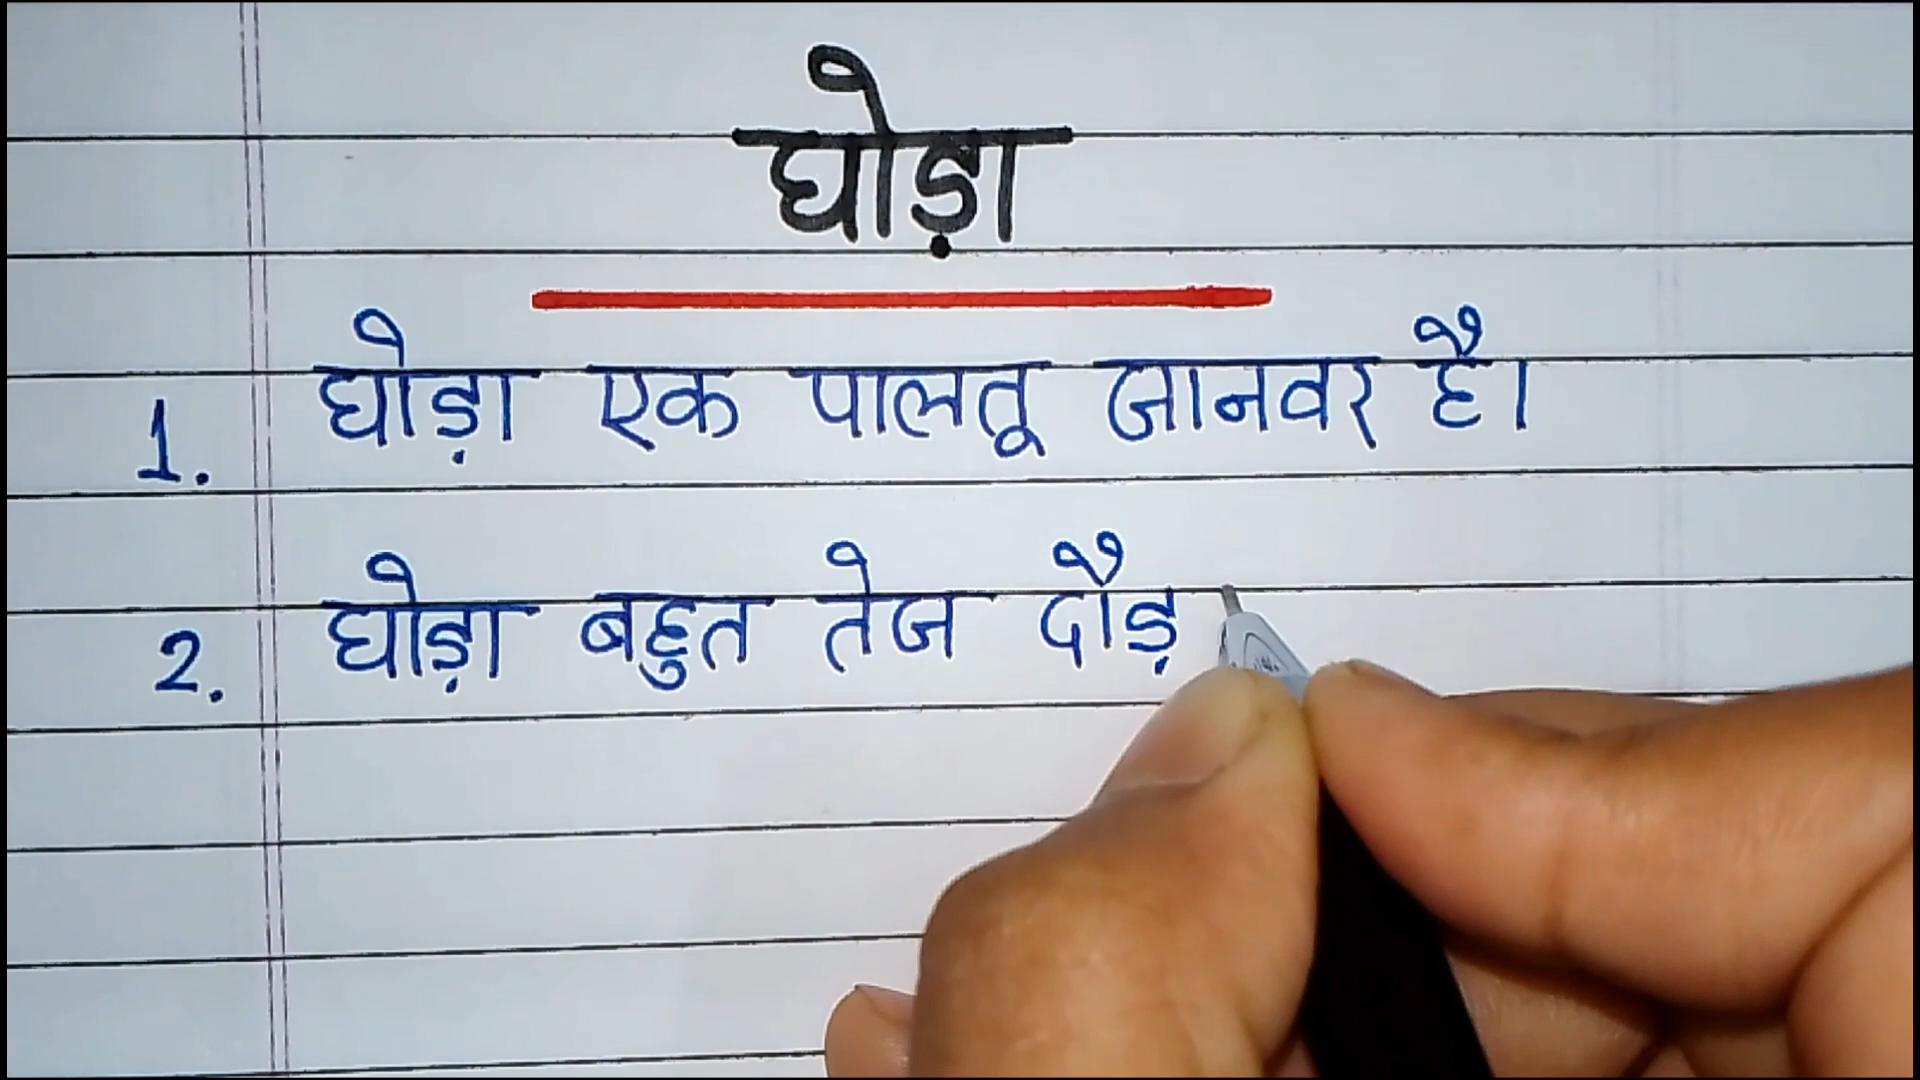 घोड़ा
1. घोड़ा एक पालतू जानवर है।
2. घोड़ा बहुत तेज दौड़